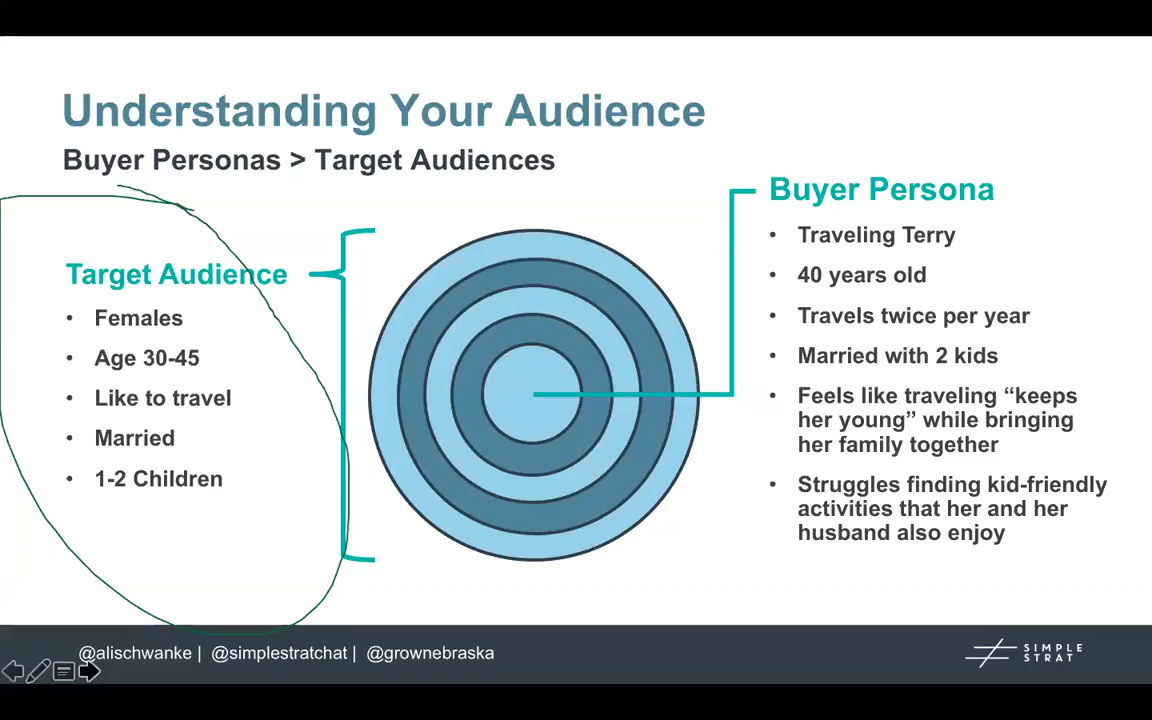 Understanding Your Audience
Buyer Personas > Target Audiences
Target Audience
• Females
• Age 30-45
• Like to travel
• Married
• 1-2 Children
Buyer Persona
• Traveling Terry
• 40 years old
• Travels twice per year
• Married with 2 kids
• Feels like traveling “keeps
her young” while bringing
her family together
• Struggles finding kid-friendly
activities that her and her
husband also enjoy
@alischwanke | @simplestratchat | @grownebraska
SIMPLE
STRAT